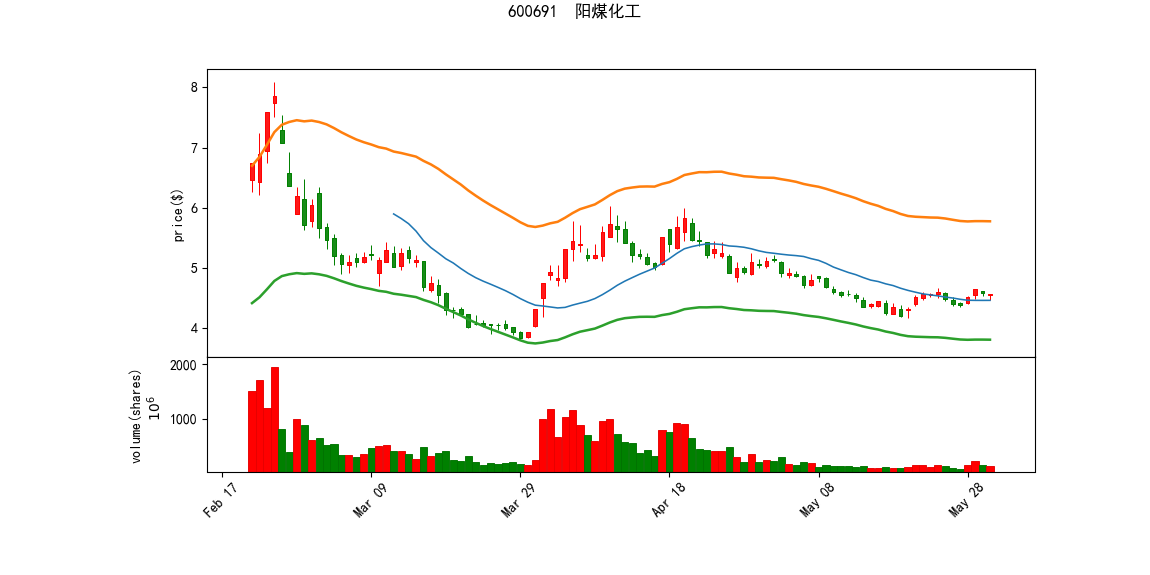 600691 阳煤化工
price($)
8
7
6
5
4
volume(shares)
10^6
2000
1000
Feb 17
Mar 09
Mar 29
Apr 18
May 08
May 28